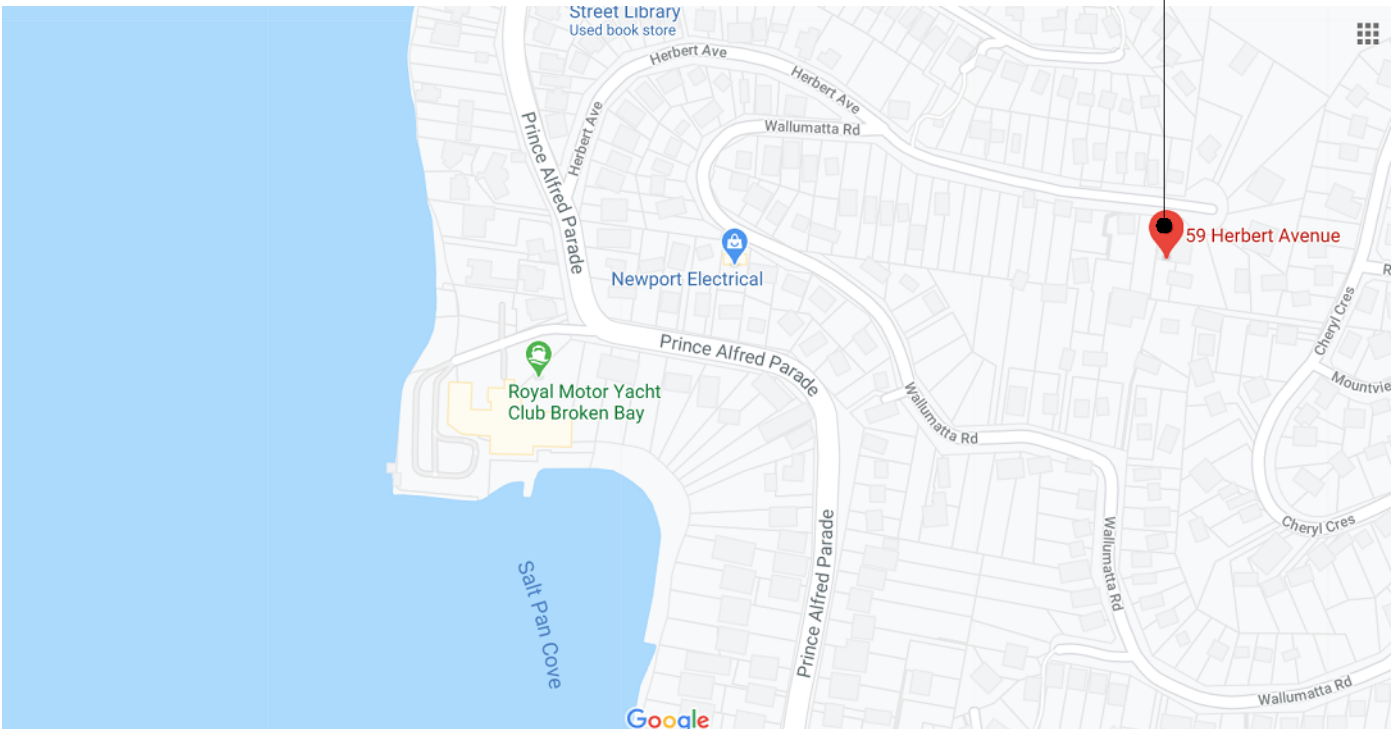 Street Library
Used book store
Herbert Ave
Herbert Ave
Wallumatta Rd
Prince Alfred Parade
Herbert Ave
59 Herbert Avenue
Newport Electrical
R
Cheryl Cres
Prince Alfred Parade
Mountvie
Royal Motor Yacht
Club Broken Bay
Wallumatta Rd
Cheryl Cres
Prince Alfred Parade
Wallumatta Rd
Salt Pan Cove
Wallumatta Rd
Google